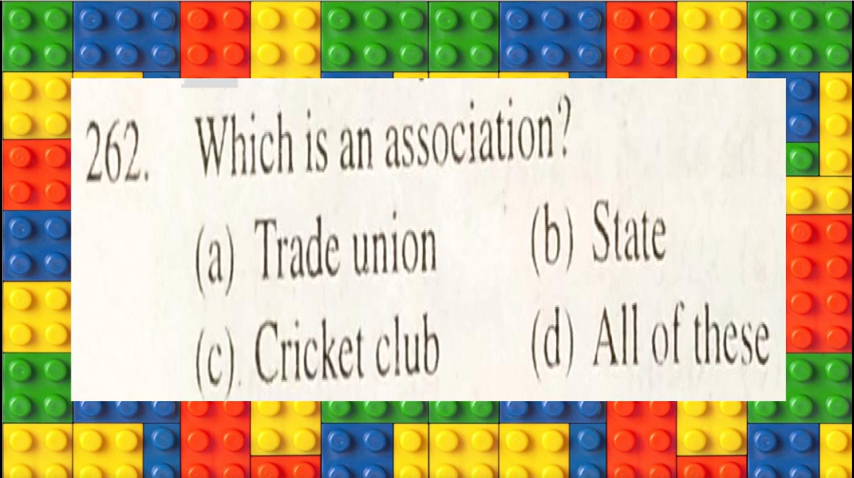 262. Which is an association?
(a) Trade union (b) State
(c). Cricket club (d) All of these